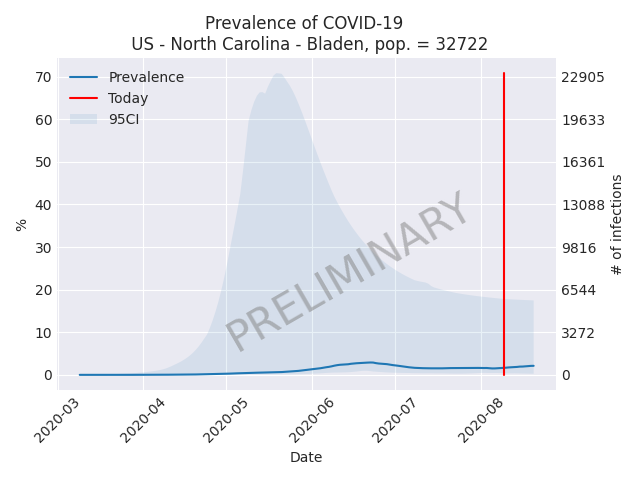 Prevalence of COVID-19
US - North Carolina - Bladen, pop. = 32722
Prevalence
Today
95CI
70
60
50
40
30
20
10
0
%
22905
19633
16361
13088
9816
6544
3272
0
# of infections
PRELIMINARY
2020-03
2020-04
2020-05
2020-06
2020-07
2020-08
Date